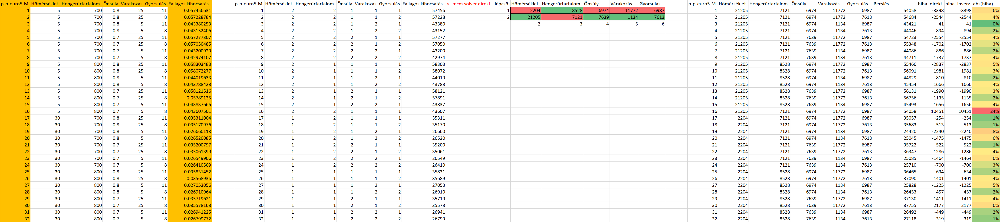 p-p-euro5-M Hőmérséklet Hengerűrtartalom Önsúly Várakozás Gyorsulás Fajlagos kibocsátás p-p-euro5-M Hőmérséklet Hengerűrtartalom Önsúly Várakozás Gyorsulás Fajlagos kibocsátás <--mcm solver direkt lépcső Hőmérséklet Hengerűrtartalom Önsúly Várakozás Gyorsulás p-p-euro5-M Hőmérséklet Hengerűrtartalom Önsúly Várakozás Gyorsulás Becslés hiba_direkt hiba_inverz abs(hiba)
1 5 700 0.8 25 11 0.057456631 1 2 2 1 1 1 57456 1 2204 8528 6974 11772 6987 1 21205 7121 6974 11772 6987 54058 -3398 -3398 6%
2 5 700 0.8 25 8 0.057228784 2 2 2 1 1 2 57228 2 21205 7121 7639 1134 7613 2 21205 7121 6974 11772 7613 54684 -2544 -2544 4%
3 5 700 0.8 5 11 0.043380253 3 2 2 1 2 1 43380 2 3 4 5 6 3 21205 7121 6974 1134 6987 43421 41 41 0%
4 5 700 0.8 5 8 0.043152406 4 2 2 1 2 2 43152 4 21205 7121 6974 1134 7613 44046 894 894 2%
5 5 700 0.7 25 11 0.057277307 5 2 2 2 1 1 57277 5 21205 7121 7639 11772 6987 54723 -2554 -2554 4%
6 5 700 0.7 25 8 0.057050485 6 2 2 2 1 2 57050 6 21205 7121 7639 11772 7613 55348 -1702 -1702 3%
7 5 700 0.7 5 11 0.043200929 7 2 2 2 2 1 43200 7 21205 7121 7639 1134 6987 44086 886 886 2%
8 5 700 0.7 5 8 0.042974107 8 2 2 2 2 2 42974 8 21205 7121 7639 1134 7613 44711 1737 1737 4%
9 5 800 0.8 25 11 0.058303483 9 2 1 1 1 1 58303 9 21205 8528 6974 11772 6987 55466 -2837 -2837 5%
10 5 800 0.8 25 8 0.058072277 10 2 1 1 1 2 58072 10 21205 8528 6974 11772 7613 56091 -1981 -1981 3%
11 5 800 0.8 5 11 0.044019633 11 2 1 1 2 1 44019 11 21205 8528 6974 1134 6987 44829 810 810 2%
12 5 800 0.8 5 8 0.043788428 12 2 1 1 2 2 43788 12 21205 8528 6974 1134 7613 45454 1666 1666 4%
13 5 800 0.7 25 11 0.058121516 13 2 1 2 1 1 58121 13 21205 8528 7639 11772 6987 56131 -1990 -1990 3%
14 5 800 0.7 25 8 0.05789135 14 2 1 2 1 2 57891 14 21205 8528 7639 11772 7613 56756 -1135 -1135 2%
15 5 800 0.7 5 11 0.043837666 15 2 1 2 2 1 43837 15 21205 8528 7639 1134 6987 45493 1656 1656 4%
16 5 800 0.7 5 8 0.043607501 16 2 1 2 2 2 43607 16 21205 7121 6974 11772 6987 54058 10451 10451 24%
17 30 700 0.8 25 11 0.035311004 17 1 2 1 1 1 35311 17 2204 7121 6974 11772 6987 35057 -254 -254 1%
18 30 700 0.8 25 8 0.035170976 18 1 2 1 1 2 35170 18 2204 7121 6974 11772 7613 35683 513 513 1%
19 30 700 0.8 5 11 0.026660113 19 1 2 1 2 1 26660 19 2204 7121 6974 1134 6987 24420 -2240 -2240 8%
20 30 700 0.8 5 8 0.026520085 20 1 2 1 2 2 26520 20 2204 7121 6974 1134 7613 25045 -1475 -1475 6%
21 30 700 0.7 25 11 0.035200797 21 1 2 2 1 1 35200 21 2204 7121 7639 11772 6987 35722 522 522 1%
22 30 700 0.7 25 8 0.035061399 22 1 2 2 1 2 35061 22 2204 7121 7639 11772 7613 36347 1286 1286 4%
23 30 700 0.7 5 11 0.026549906 23 1 2 2 2 1 26549 23 2204 7121 7639 1134 6987 25085 -1464 -1464 6%
24 30 700 0.7 5 8 0.026410509 24 1 2 2 2 2 26410 24 2204 7121 7639 1134 7613 25710 -700 -700 3%
25 30 800 0.8 25 11 0.035831452 25 1 1 1 1 1 35831 25 2204 8528 6974 11772 6987 36465 634 634 2%
26 30 800 0.8 25 8 0.03568936 26 1 1 1 1 2 35689 26 2204 8528 6974 11772 7613 37090 1401 1401 4%
27 30 800 0.8 5 11 0.027053056 27 1 1 1 2 1 27053 27 2204 8528 6974 1134 6987 25828 -1225 -1225 5%
28 30 800 0.8 5 8 0.026910964 28 1 1 1 2 2 26910 28 2204 8528 6974 1134 7613 26453 -457 -457 2%
29 30 800 0.7 25 11 0.035719621 29 1 1 2 1 1 35719 29 2204 8528 7639 11772 6987 37130 1411 1411 4%
30 30 800 0.7 25 8 0.035578168 30 1 1 2 1 2 35578 30 2204 8528 7639 11772 7613 37755 2177 2177 6%
31 30 800 0.7 5 11 0.026941225 31 1 1 2 2 1 26941 31 2204 8528 7639 1134 6987 26492 -449 -449 2%
32 30 800 0.7 5 8 0.026799772 32 1 1 2 2 2 26799 32 2204 8528 7639 1134 7613 27118 319 319 1%